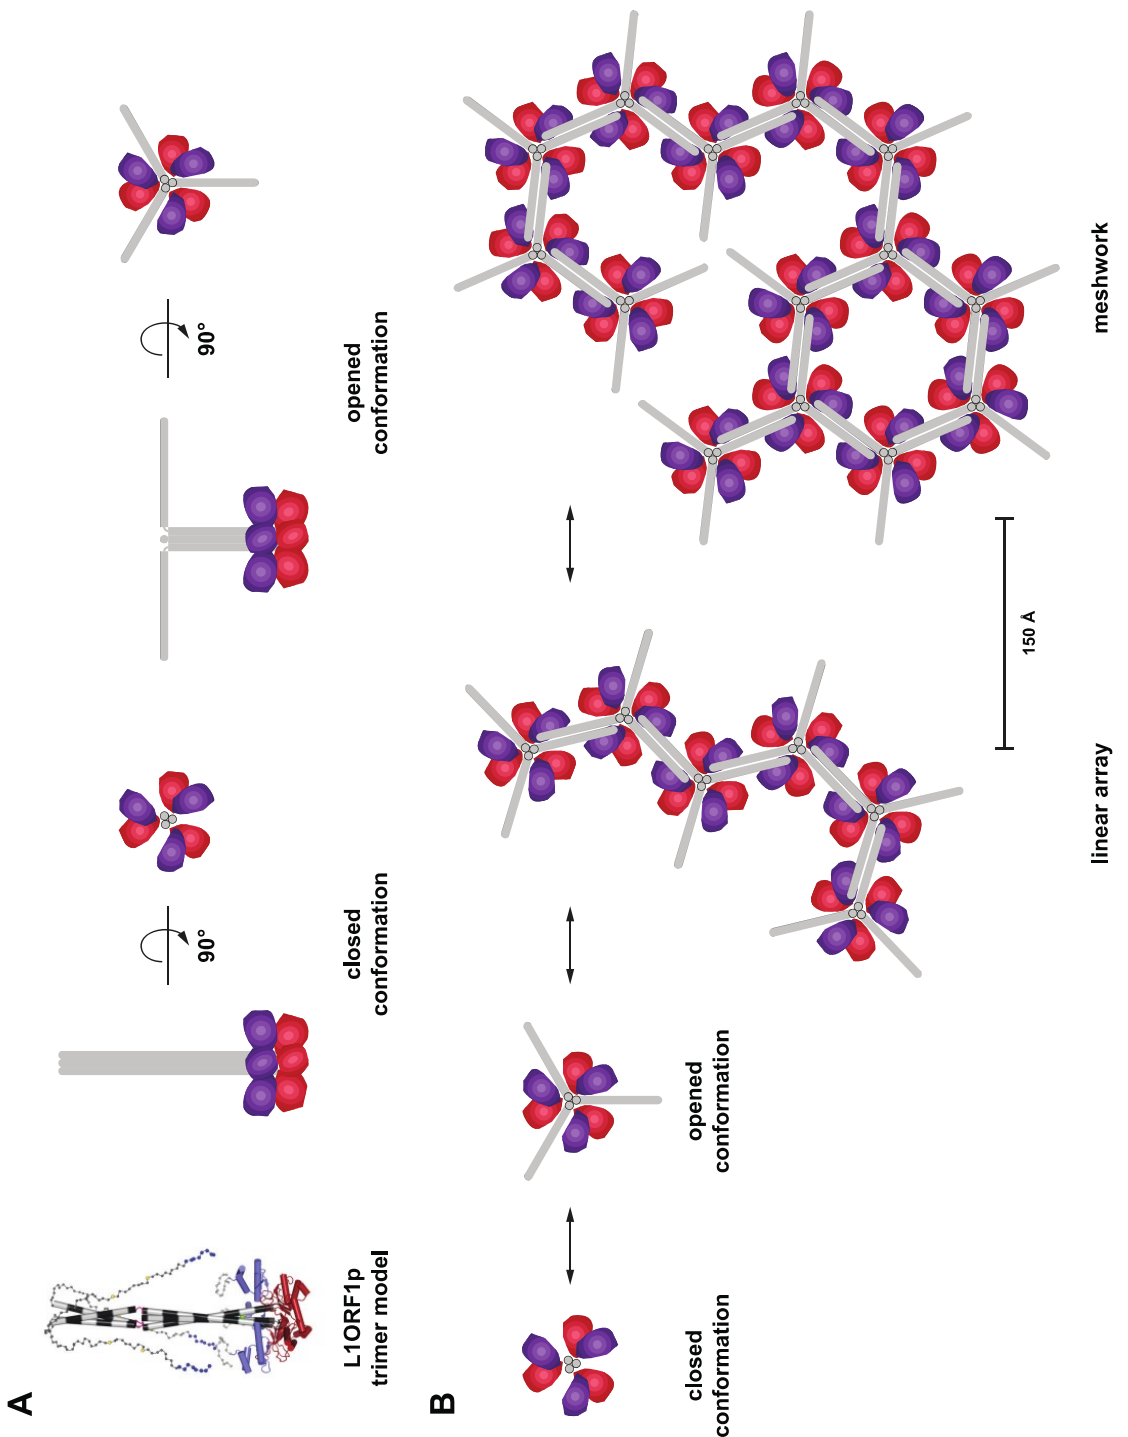 A
L1ORF1p
trimer model
90°
closed
conformation
90°
opened
conformation
B
closed
conformation
opened
conformation
linear array
150 Å
meshwork